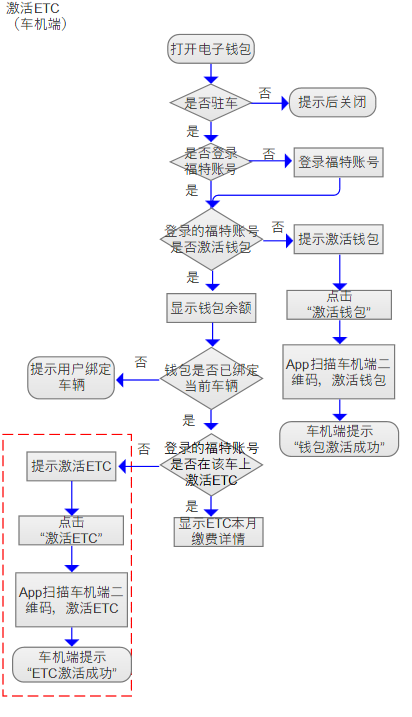 激活ETC
（车机端）
打开电子钱包
是否驻车
否
提示后关闭
是
是否登录
福特账号
否
登录福特账号
是
登录的福特账号
是否激活钱包
否
提示激活钱包
是
点击
“激活钱包”
显示钱包余额
App扫描车机端二
维码，激活钱包
钱包是否已绑定
当前车辆
否
提示用户绑定
车辆
车机端提示
“钱包激活成功”
是
登录的福特账号
是否在该车上
激活ETC
否
提示激活ETC
是
显示ETC本月
缴费详情
点击
“激活ETC”
App扫描车机端二
维码，激活ETC
车机端提示
“ETC激活成功”